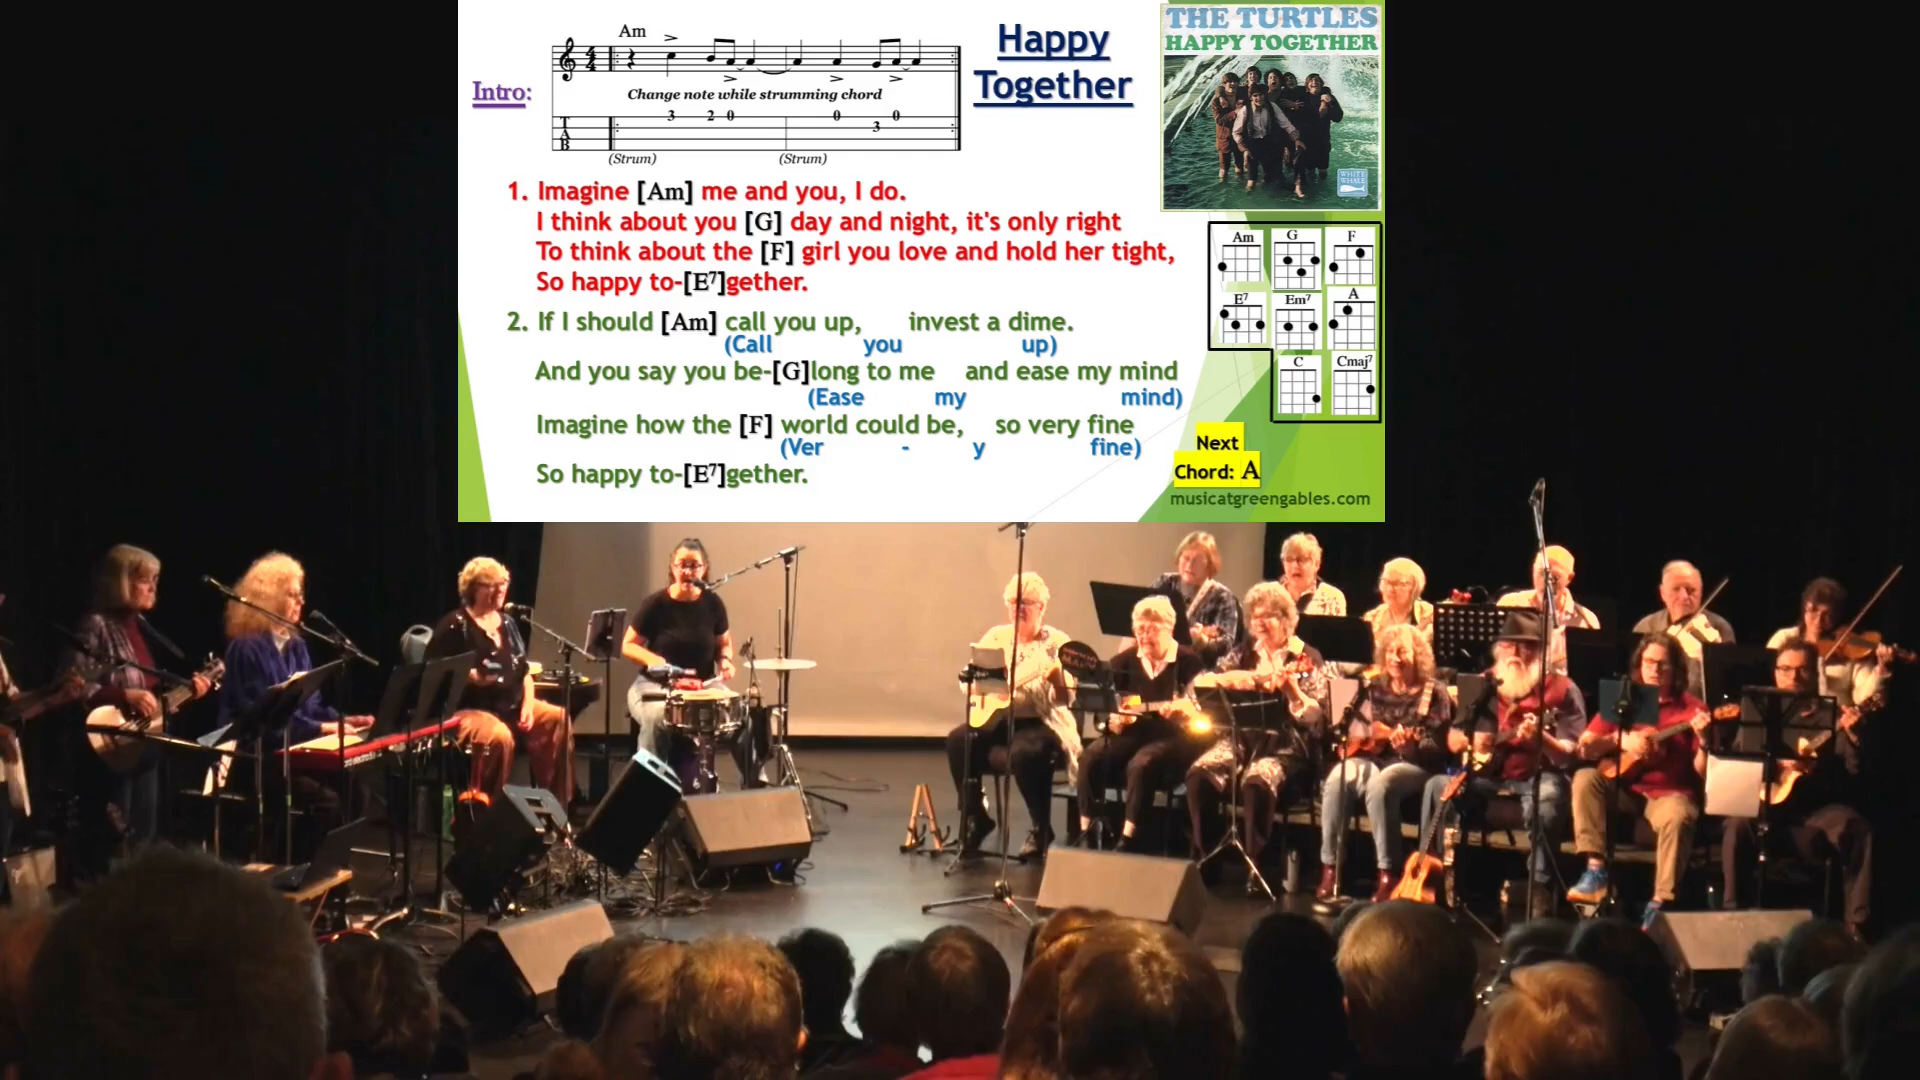 Am
Happy
Together
THE TURTLES
HAPPY TOGETHER
WHITE
WHALE
Intro:
4
4
Change note while strumming chord
T
A
B
3 2 0 0 3 0
(Strum) (Strum)
1. Imagine [Am] me and you, I do.
I think about you [G] day and night, it's only right
To think about the [F] girl you love and hold her tight,
So happy to-[E7]gether.
2. If I should [Am] call you up, invest a dime.
(Call you up)
And you say you be-[G]long to me and ease my mind
(Ease my mind)
Imagine how the [F] world could be, so very fine
(Ver - y fine)
So happy to-[E7]gether.
Am G F
E7 Em7 A
C Cmaj7
Next
Chord: A
musicatgreengables.com